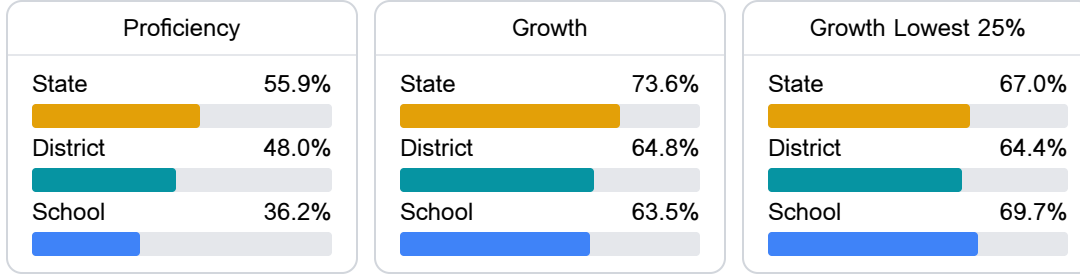 Proficiency
State 55.9%
District 48.0%
School 36.2%
Growth
State 73.6%
District 64.8%
School 63.5%
Growth Lowest 25%
State 67.0%
District 64.4%
School 69.7%